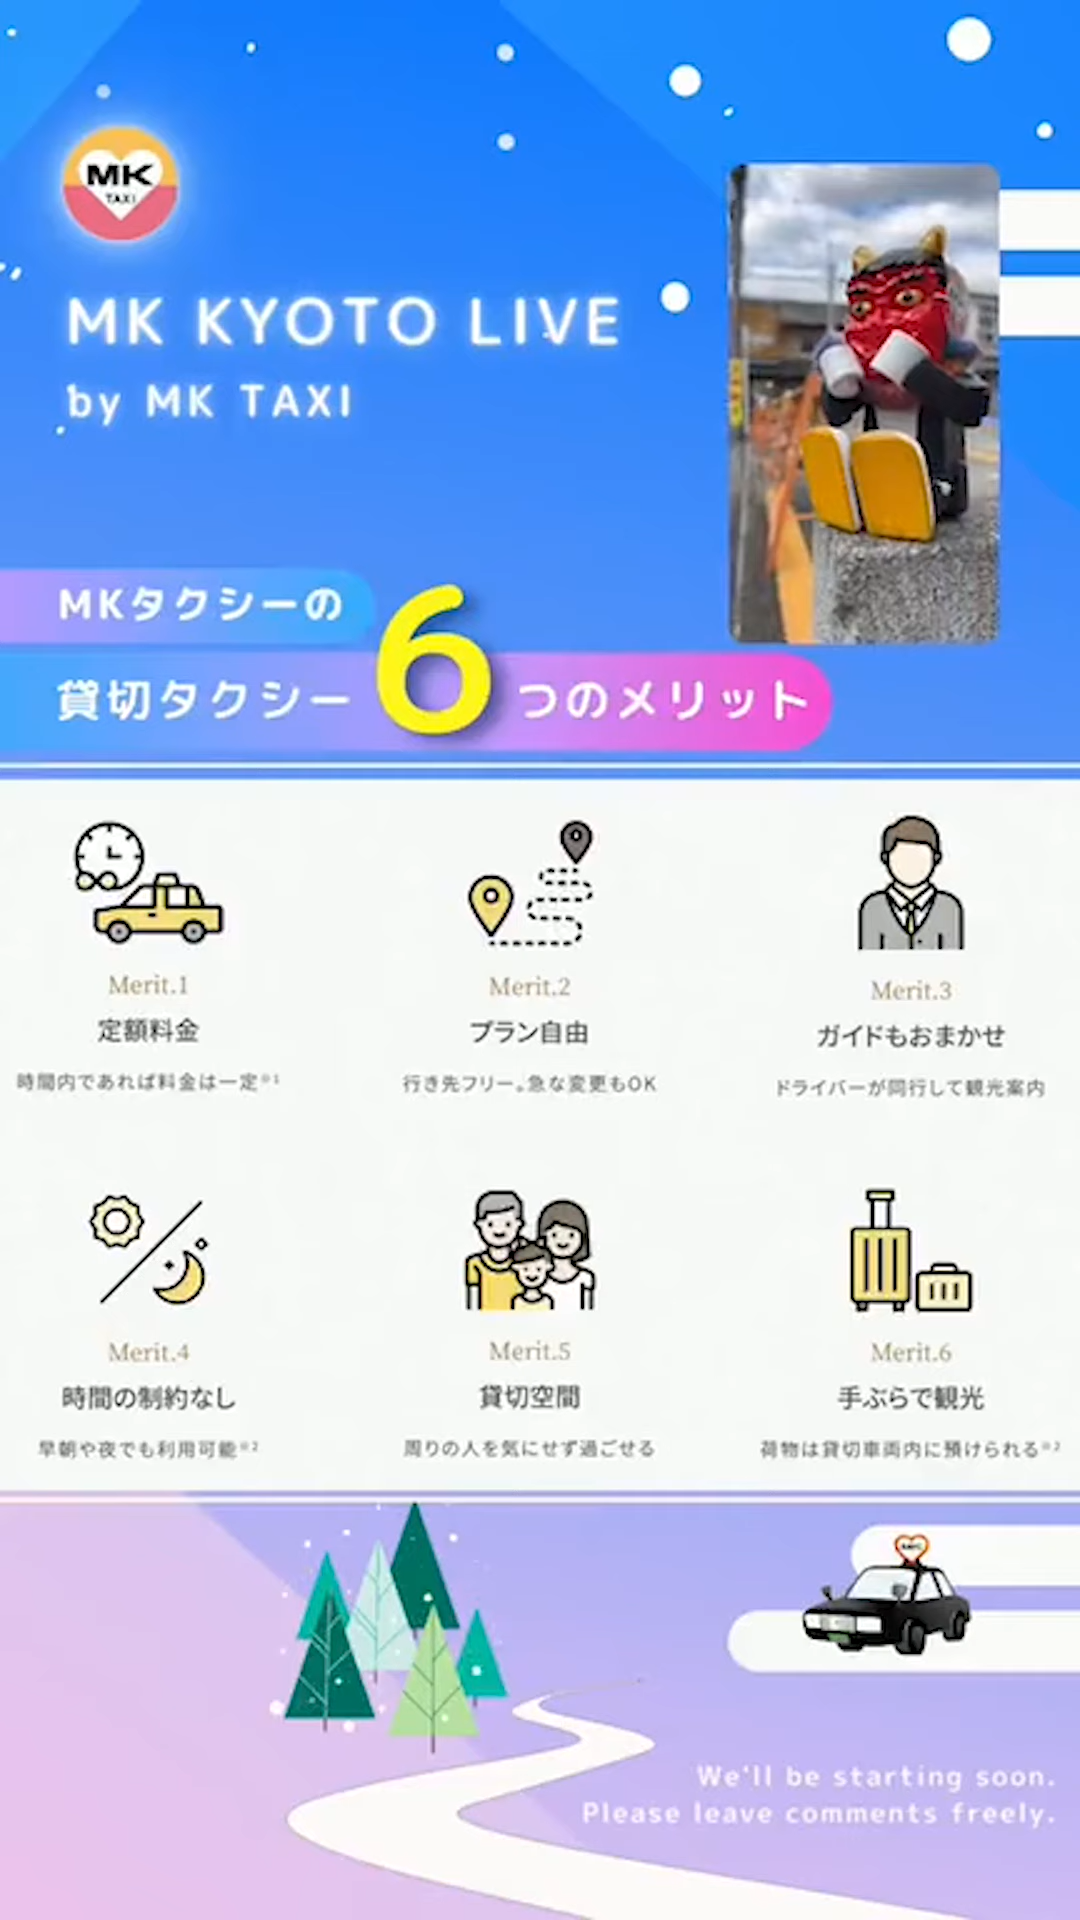 MK
TAXI
MK KYOTO LIVE
by MK TAXI
MKタクシーの
貸切タクシー6つのメリット
Merit.1
定額料金
時間内であれば料金は一定※1
Merit.2
プラン自由
行き先フリー。急な変更もOK
Merit.3
ガイドもおまかせ
ドライバーが同行して観光案内
Merit.4
時間の制約なし
早朝や夜でも利用可能※2
Merit.5
貸切空間
周りの人を気にせず過ごせる
Merit.6
手ぶらで観光
荷物は貸切車両内に預けられる※2
We'll be starting soon.
Please leave comments freely.